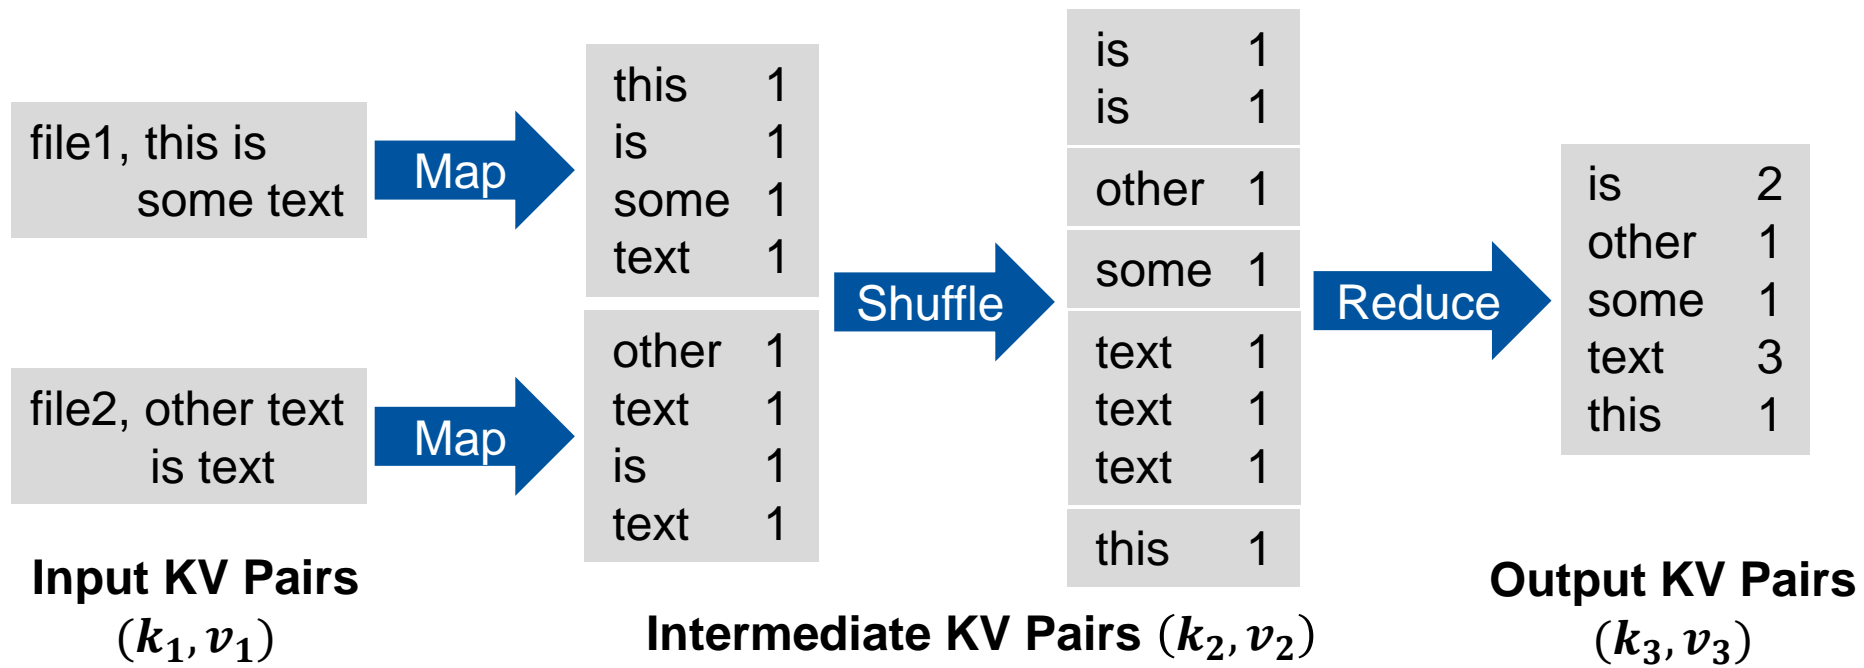 file1, this is
some text
Map
this 1
is 1
some 1
text 1
file2, other text
is text
Map
other 1
text 1
is 1
text 1
Shuffle
is 1
is 1
other 1
some 1
text 1
text 1
text 1
this 1
Reduce
is 2
other 1
some 1
text 3
this 1
Input KV Pairs
(k₁, v₁)
Intermediate KV Pairs (k₂, v₂)
Output KV Pairs
(k₃, v₃)